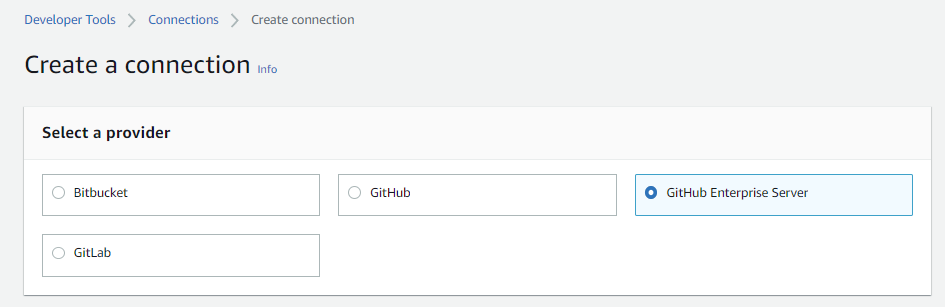 Developer Tools > Connections > Create connection
Create a connection Info
Select a provider
Bitbucket GitHub GitHub Enterprise Server
GitLab